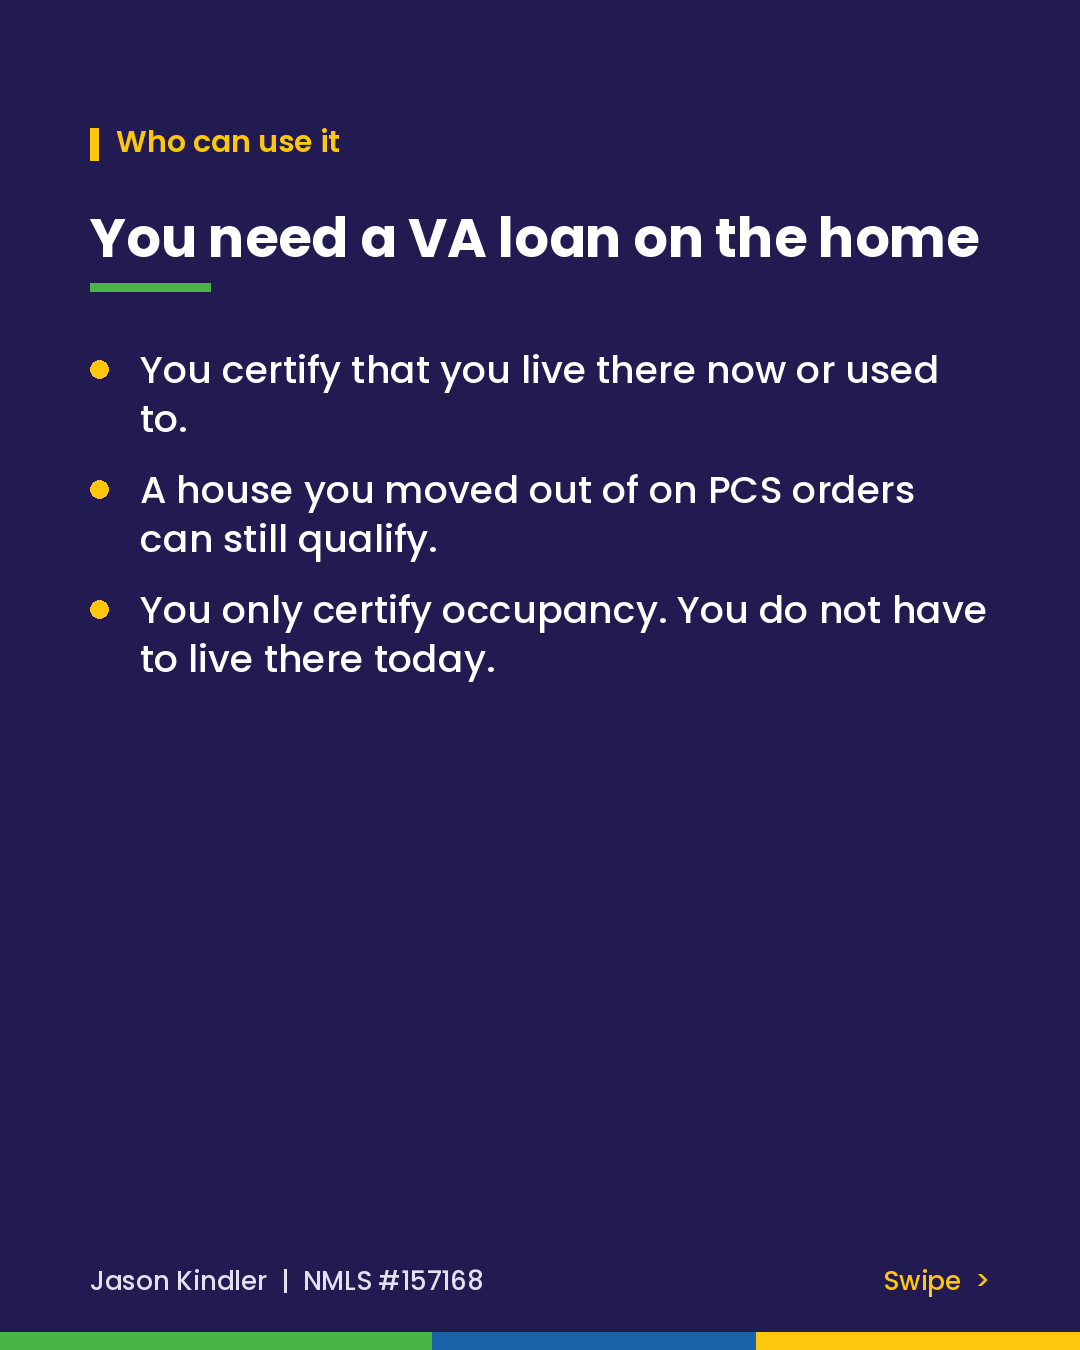 Who can use it
You need a VA loan on the home
You certify that you live there now or used
to.
A house you moved out of on PCS orders
can still qualify.
You only certify occupancy. You do not have
to live there today.
Jason Kindler | NMLS #157168
Swipe >